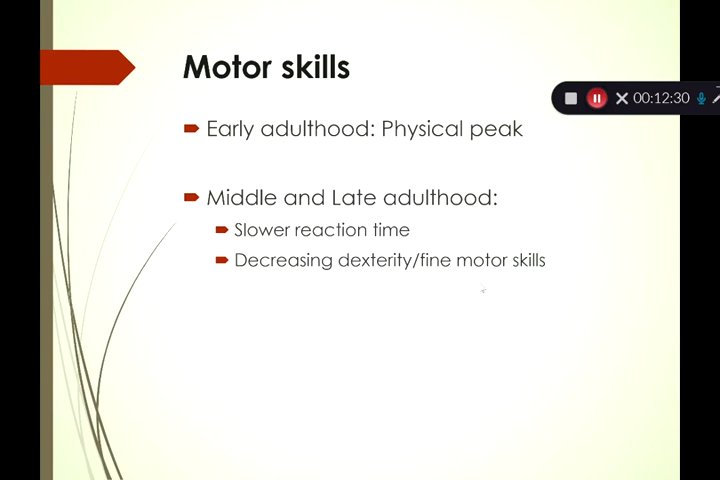 Motor skills
00:12:30
Early adulthood: Physical peak
Middle and Late adulthood:
Slower reaction time
Decreasing dexterity/fine motor skills